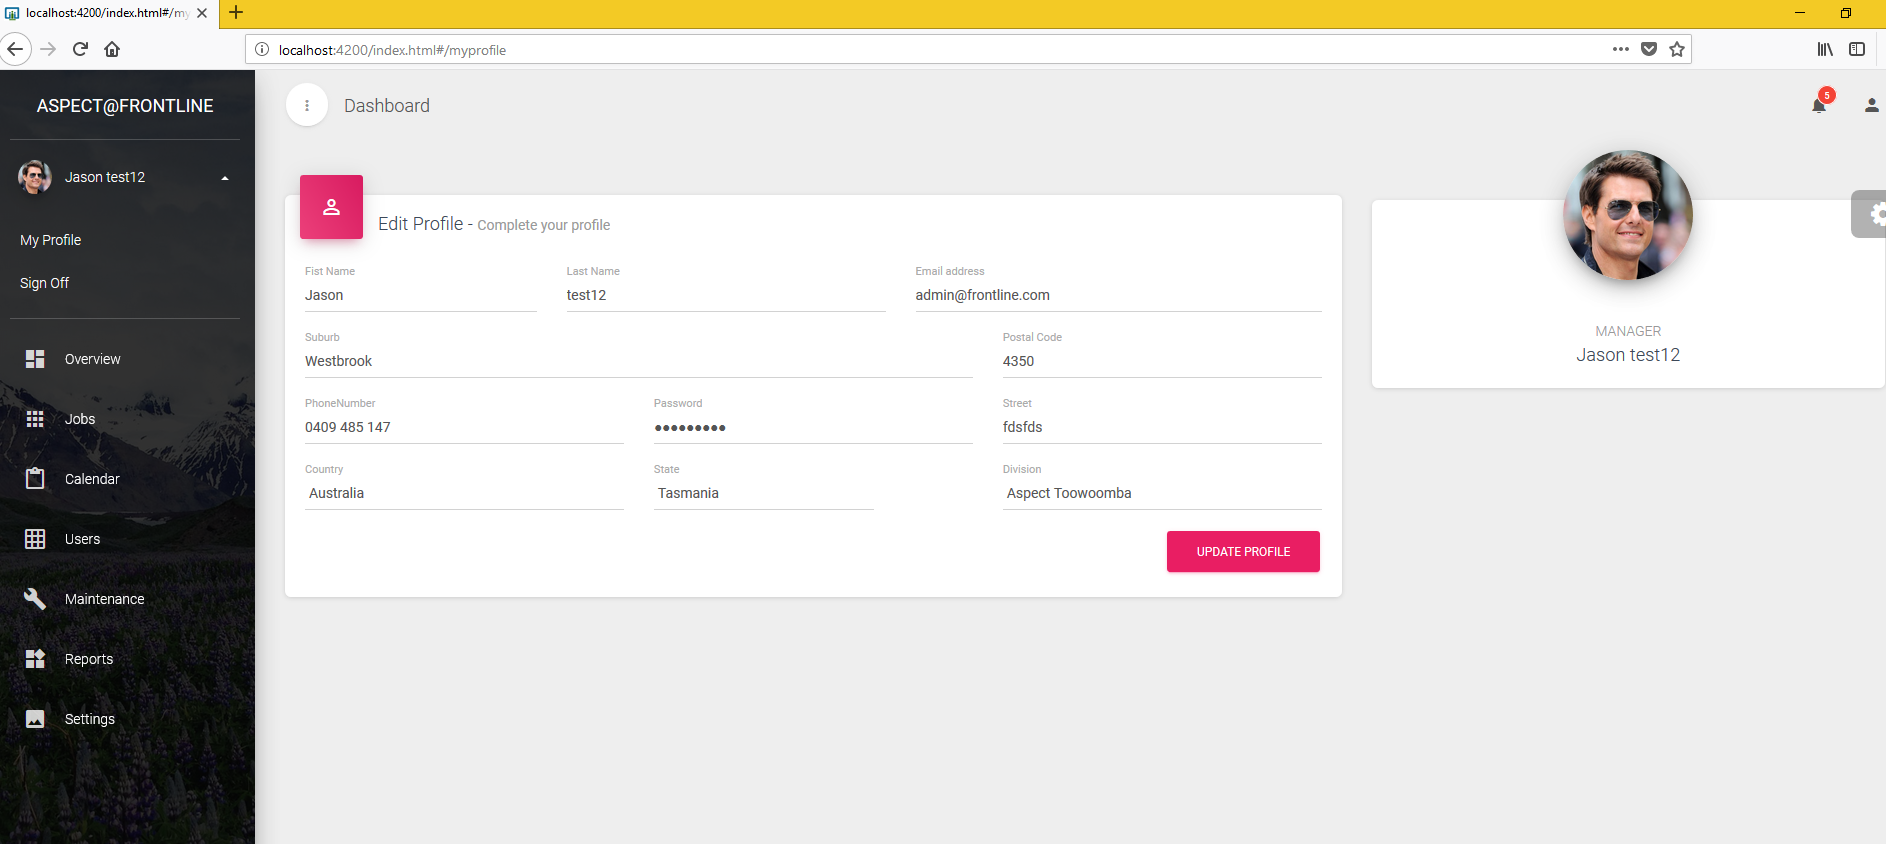 localhost:4200/index.html#/my
localhost:4200/index.html#/myprofile
ASPECT@FRONTLINE
Jason test12
My Profile
Sign Off
Overview
Jobs
Calendar
Users
Maintenance
Reports
Settings
Dashboard
5
Edit Profile - Complete your profile
Fist Name
Last Name
Email address
Jason
test12
admin@frontline.com
Suburb
Postal Code
Westbrook
4350
PhoneNumber
Password
Street
0409 485 147
●●●●●●●●●
fdsfds
Country
State
Division
Australia
Tasmania
Aspect Toowoomba
UPDATE PROFILE
MANAGER
Jason test12